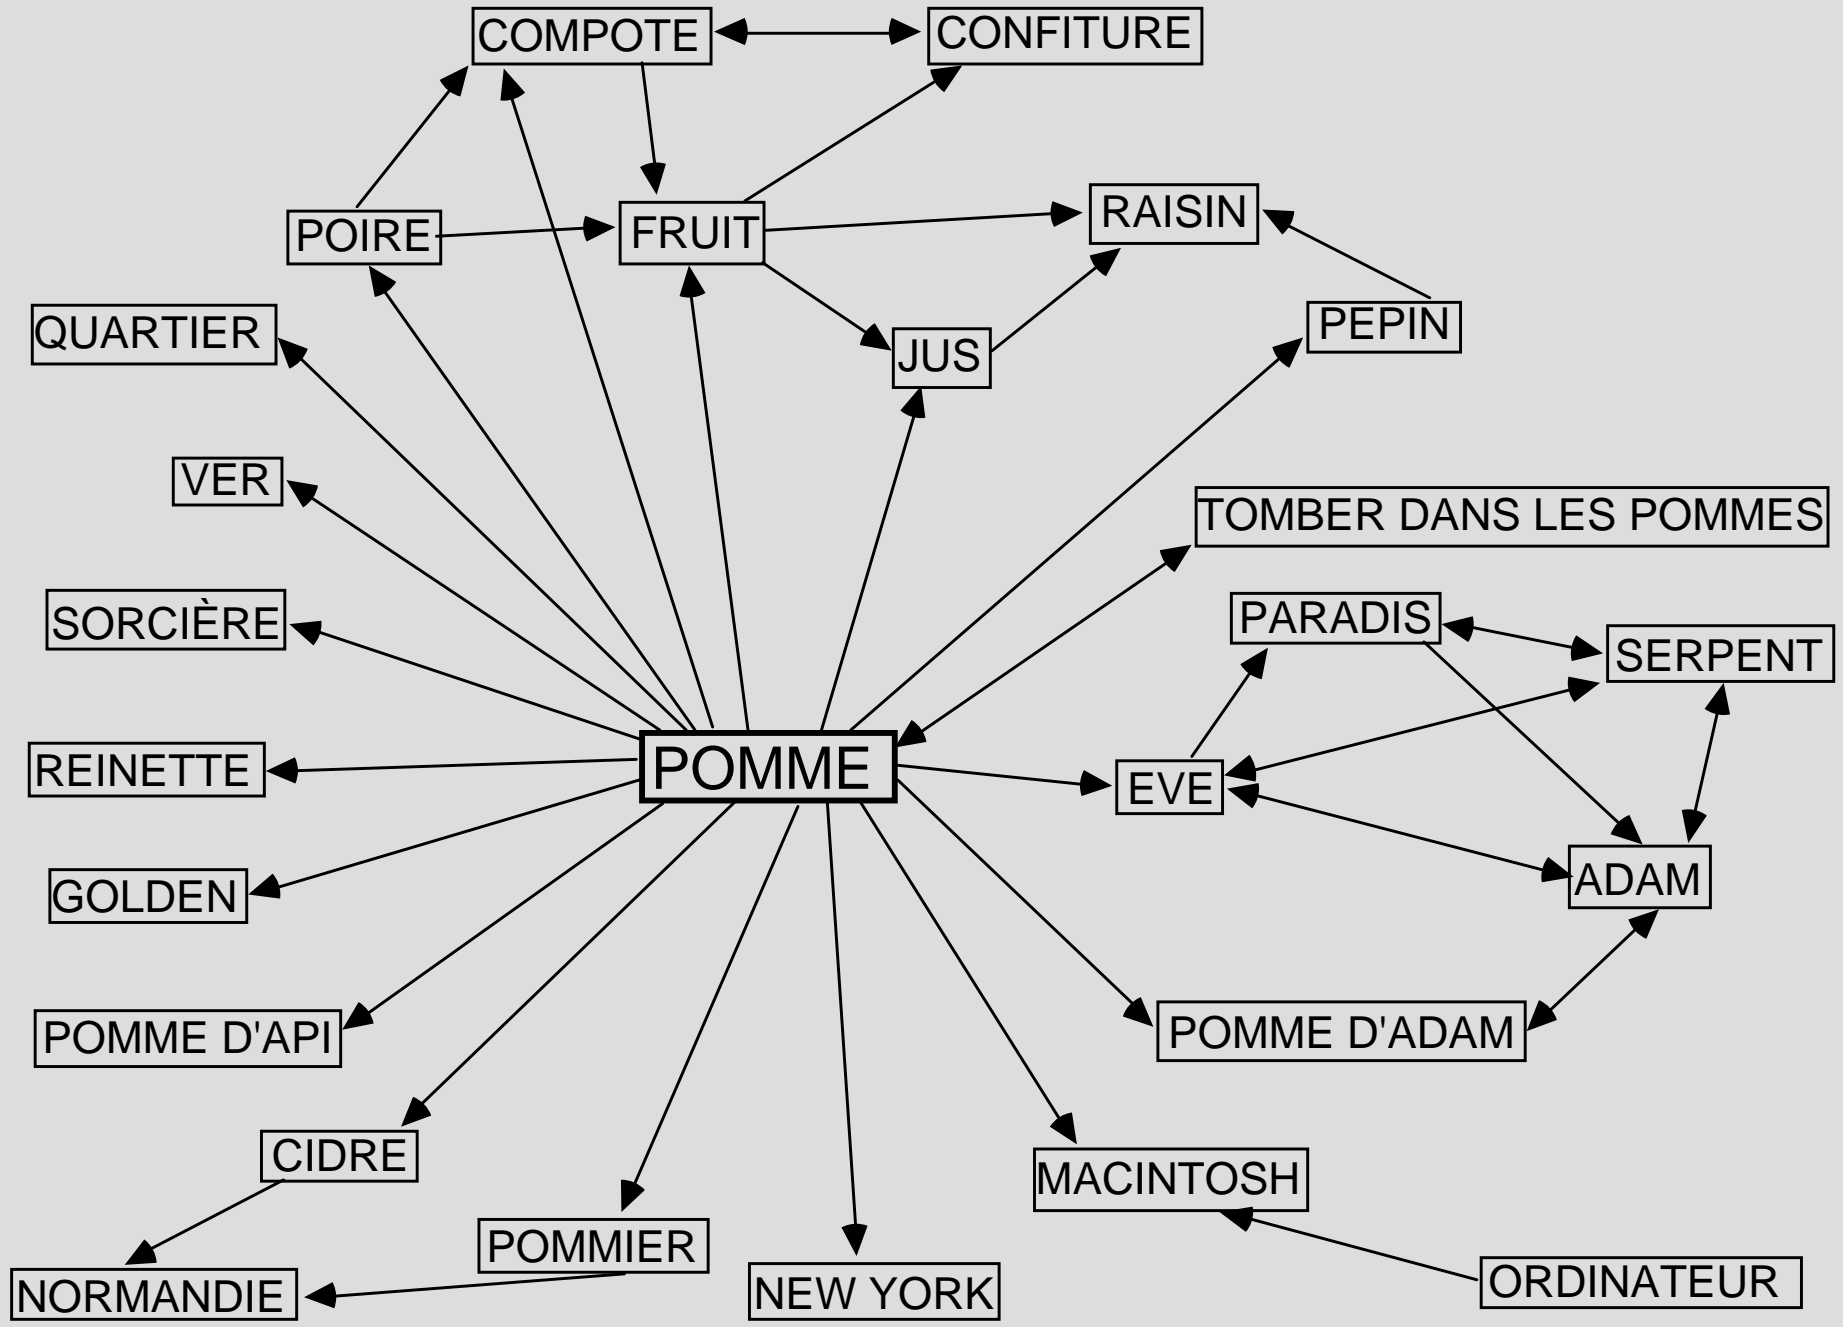 COMPOTE
CONFITURE
POIRE
FRUIT
RAISIN
QUARTIER
JUS
PEPIN
VER
TOMBER DANS LES POMMES
SORCIÈRE
PARADIS
SERPENT
REINETTE
POMME
EVE
GOLDEN
ADAM
POMME D'API
POMME D'ADAM
CIDRE
MACINTOSH
POMMIER
NORMANDIE
NEW YORK
ORDINATEUR